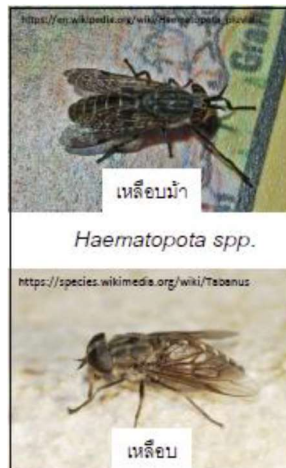 https://en.wikipedia.org/wiki/Haematopota_pluvialis
เหลือบม้า
Haematopota spp.
https://species.wikimedia.org/wiki/Tabanus
เหลือบ